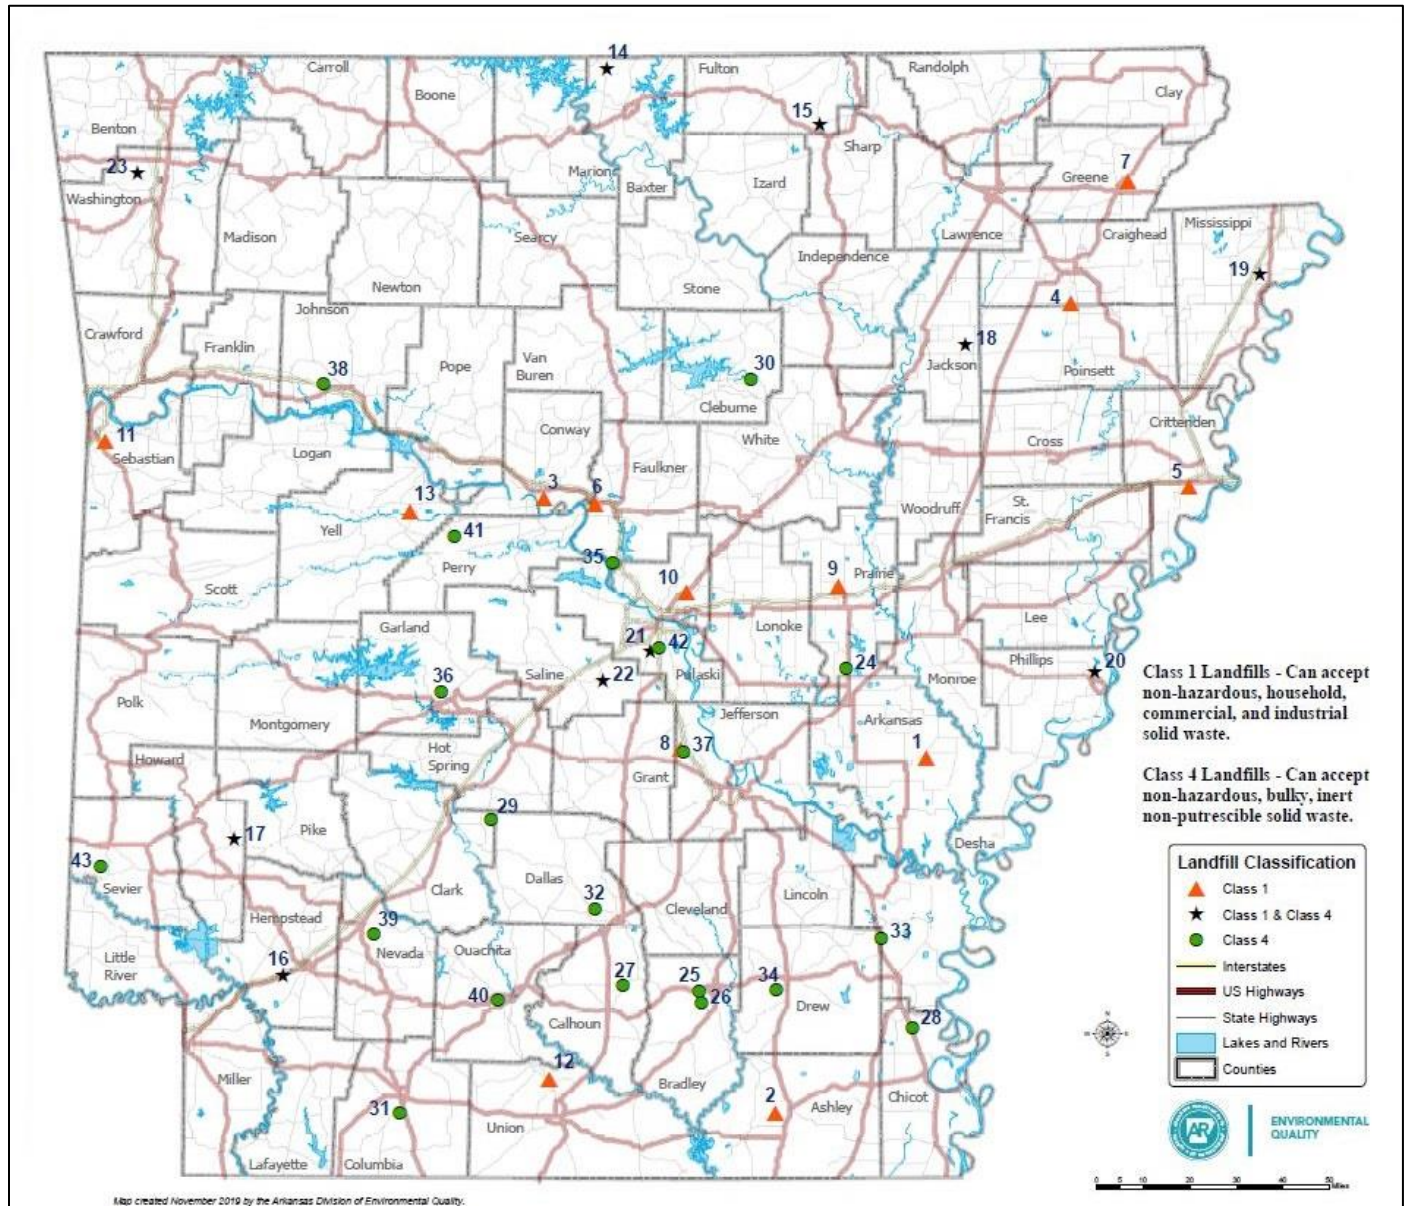 14
Carroll
Fulton
Randolph
Boone
Clay
15
Benton
Sharp
23
Marion
Izard
Greene
7
Baxter
Washington
Mississippi
Madison
Searcy
Lawrence
Craighead
Independence
19
Newton
Stone
4
Johnson
Crawford
Franklin
Van
Buren
18
Pope
30
Jackson
Poinsett
38
Cleburne
Crittenden
11
Conway
White
Cross
Sebastian
Logan
Faulkner
5
13
3
6
Woodruff
St.
Francis
Yell
41
35
Perry
10
9
Prairie
Scott
Garland
Lonoke
Lee
21
42
Phillips
20
36
Saline
22
Pulaski
24
Monroe
Polk
Montgomery
Jefferson
Arkansas
Hot
Spring
8
37
1
Howard
Grant
29
17
Pike
Desha
43
Sevier
Clark
Dallas
32
Lincoln
Hempstead
39
Cleveland
33
Little
River
16
Nevada
Ouachita
27
25
34
26
40
Drew
Calhoun
28
12
Miller
Bradley
Chicot
31
2
Ashley
Union
Lafayette
Columbia
Class 1 Landfills - Can accept
non-hazardous, household,
commercial, and industrial
solid waste.
Class 4 Landfills - Can accept
non-hazardous, bulky, inert
non-putrescible solid waste.
Landfill Classification
Class 1
Class 1 & Class 4
Class 4
Interstates
US Highways
State Highways
Lakes and Rivers
Counties
N
W
E
S
AR
ENVIRONMENTAL
QUALITY
0 5 10 20 30 40 50
Miles
Map created November 2019 by the Arkansas Division of Environmental Quality.